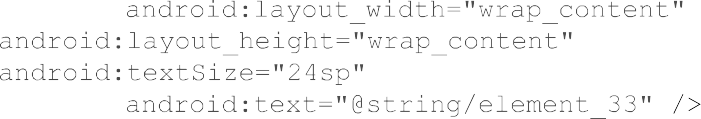 android:layout_width="wrap_content"
android:layout_height="wrap_content"
android:textSize="24sp"
android:text="@string/element_33" />